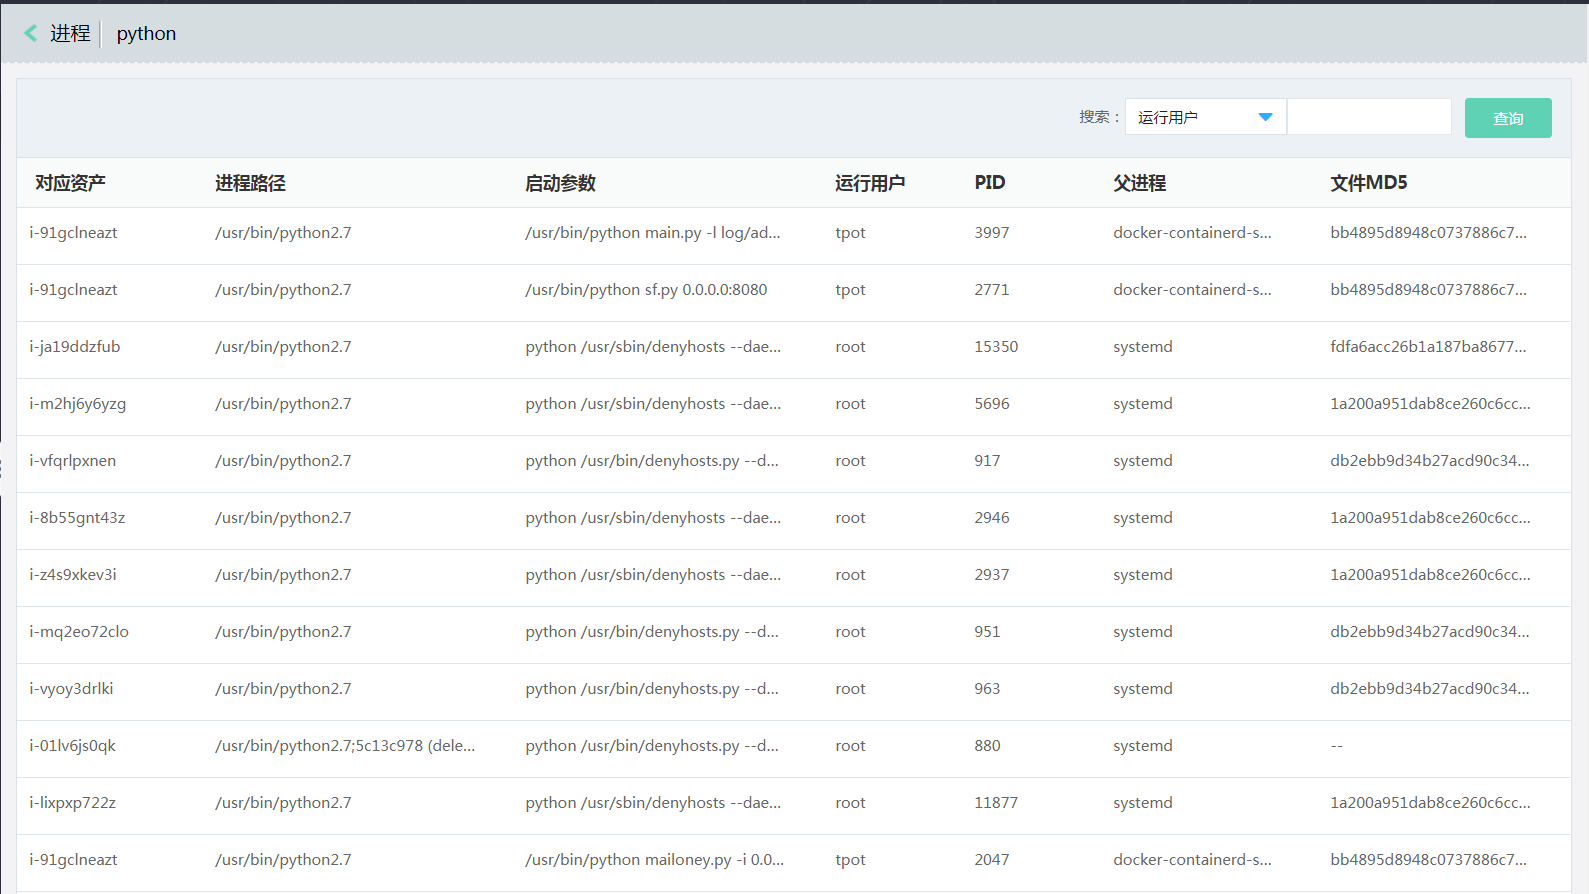 进程 python
搜索： 运行用户 查询
对应资产 进程路径 启动参数 运行用户 PID 父进程 文件MD5
i-91gclneazt /usr/bin/python2.7 /usr/bin/python main.py -l log/ad... tpot 3997 docker-containerd-s... bb4895d8948c0737886c7...
i-91gclneazt /usr/bin/python2.7 /usr/bin/python sf.py 0.0.0.0:8080 tpot 2771 docker-containerd-s... bb4895d8948c0737886c7...
i-ja19ddzfub /usr/bin/python2.7 python /usr/sbin/denyhosts --dae... root 15350 systemd fdfa6acc26b1a187ba8677...
i-m2hj6y6yzg /usr/bin/python2.7 python /usr/sbin/denyhosts --dae... root 5696 systemd 1a200a951dab8ce260c6cc...
i-vfqrlpxnen /usr/bin/python2.7 python /usr/bin/denyhosts.py --d... root 917 systemd db2ebb9d34b27acd90c34...
i-8b55gnt43z /usr/bin/python2.7 python /usr/sbin/denyhosts --dae... root 2946 systemd 1a200a951dab8ce260c6cc...
i-z4s9xkev3i /usr/bin/python2.7 python /usr/sbin/denyhosts --dae... root 2937 systemd 1a200a951dab8ce260c6cc...
i-mq2eo72clo /usr/bin/python2.7 python /usr/bin/denyhosts.py --d... root 951 systemd db2ebb9d34b27acd90c34...
i-vyoy3drlki /usr/bin/python2.7 python /usr/bin/denyhosts.py --d... root 963 systemd db2ebb9d34b27acd90c34...
i-01lv6js0qk /usr/bin/python2.7;5c13c978 (dele... python /usr/bin/denyhosts.py --d... root 880 systemd --
i-lixpxp722z /usr/bin/python2.7 python /usr/sbin/denyhosts --dae... root 11877 systemd 1a200a951dab8ce260c6cc...
i-91gclneazt /usr/bin/python2.7 /usr/bin/python mailoney.py -i 0.0... tpot 2047 docker-containerd-s... bb4895d8948c0737886c7...